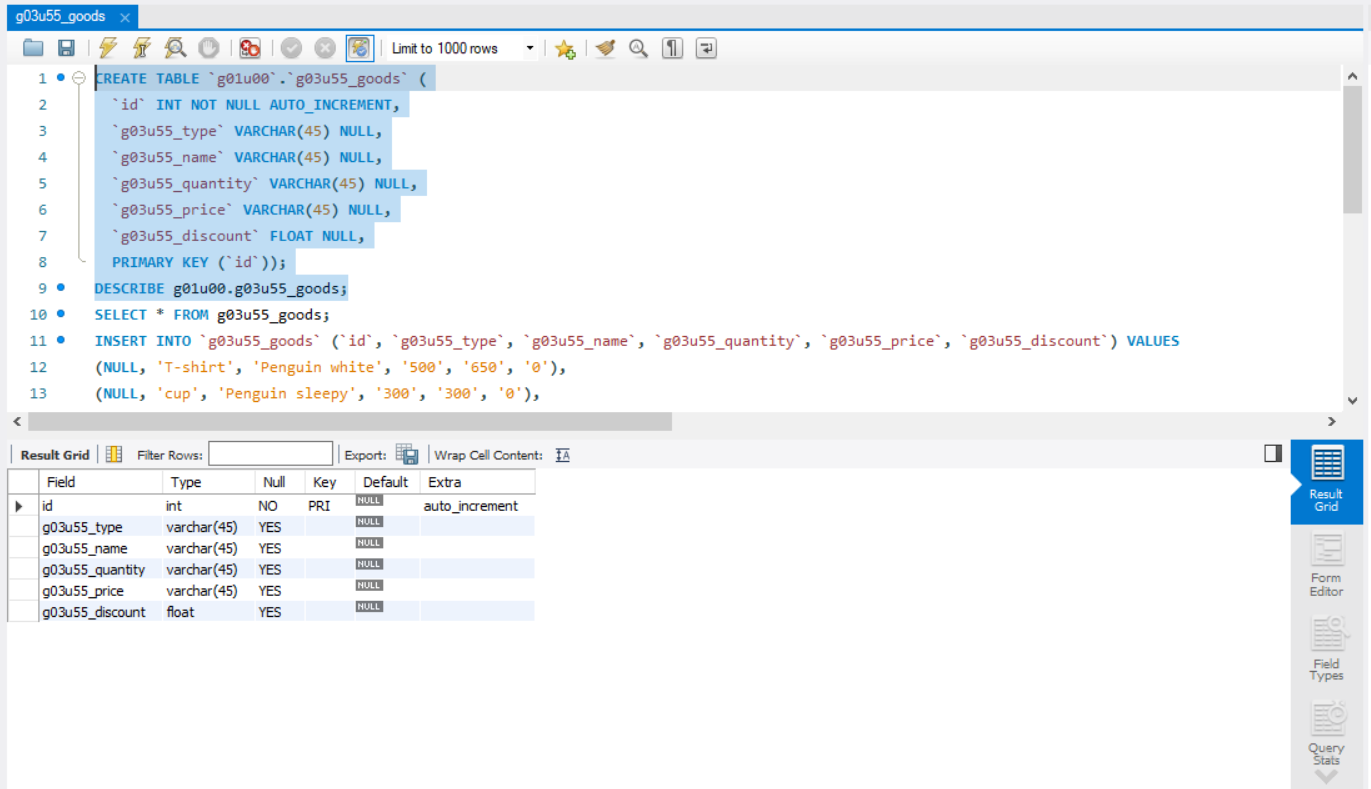 g03u55_goods ×
Limit to 1000 rows
1 CREATE TABLE `g01u00`.`g03u55_goods` (
2 `id` INT NOT NULL AUTO_INCREMENT,
3 `g03u55_type` VARCHAR(45) NULL,
4 `g03u55_name` VARCHAR(45) NULL,
5 `g03u55_quantity` VARCHAR(45) NULL,
6 `g03u55_price` VARCHAR(45) NULL,
7 `g03u55_discount` FLOAT NULL,
8 PRIMARY KEY (`id`));
9 DESCRIBE g01u00.g03u55_goods;
10 SELECT * FROM g03u55_goods;
11 INSERT INTO `g03u55_goods` (`id`, `g03u55_type`, `g03u55_name`, `g03u55_quantity`, `g03u55_price`, `g03u55_discount`) VALUES
12 (NULL, 'T-shirt', 'Penguin white', '500', '650', '0'),
13 (NULL, 'cup', 'Penguin sleepy', '300', '300', '0'),
Result Grid Filter Rows: Export: Wrap Cell Content: IA
Field Type Null Key Default Extra
id int NO PRI NULL auto_increment
g03u55_type varchar(45) YES NULL
g03u55_name varchar(45) YES NULL
g03u55_quantity varchar(45) YES NULL
g03u55_price varchar(45) YES NULL
g03u55_discount float YES NULL
Result
Grid
Form
Editor
Field
Types
Query
Stats